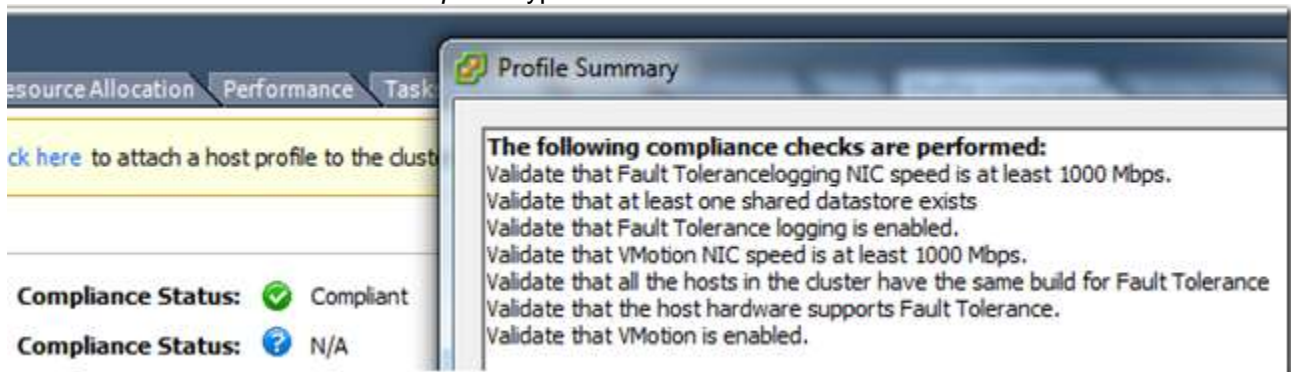 Profile Summary
esource Allocation Performance Task
ck here to attach a host profile to the clust
The following compliance checks are performed:
Validate that Fault Tolerancelogging NIC speed is at least 1000 Mbps.
Validate that at least one shared datastore exists
Validate that Fault Tolerance logging is enabled.
Validate that VMotion NIC speed is at least 1000 Mbps.
Validate that all the hosts in the cluster have the same build for Fault Tolerance
Validate that the host hardware supports Fault Tolerance.
Validate that VMotion is enabled.
Compliance Status: Compliant
Compliance Status: N/A